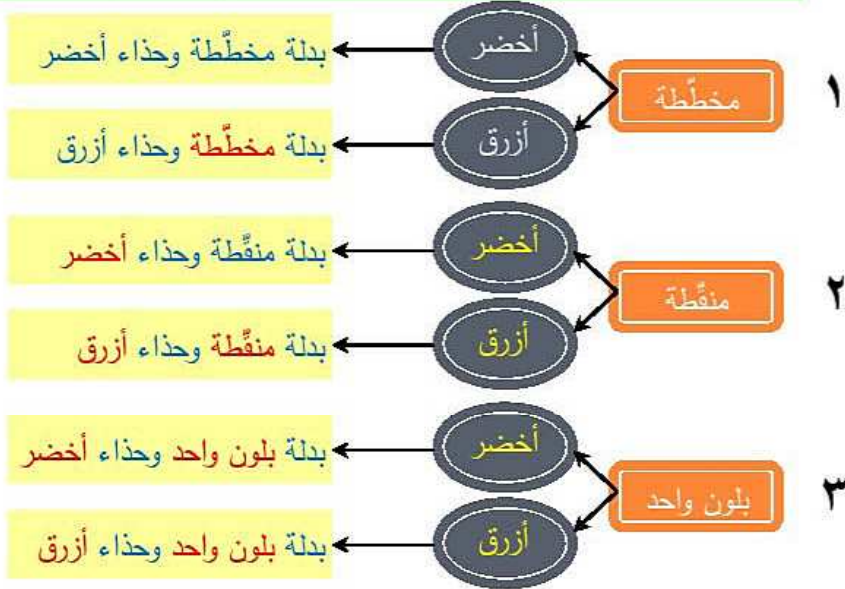 ١
مخطَّطة
أخضر
بدلة مخطَّطة وحذاء أخضر
أزرق
بدلة مخطَّطة وحذاء أزرق
٢
منقَّطة
أخضر
بدلة منقَّطة وحذاء أخضر
أزرق
بدلة منقَّطة وحذاء أزرق
٣
بلون واحد
أخضر
بدلة بلون واحد وحذاء أخضر
أزرق
بدلة بلون واحد وحذاء أزرق